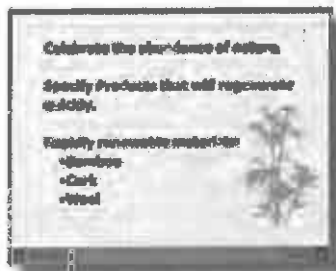 Celebrate the abundance of nature.
Specify Products that will regenerate
quickly.
Rapidly renewable materials:
•Bamboo
•Cork
•Wool